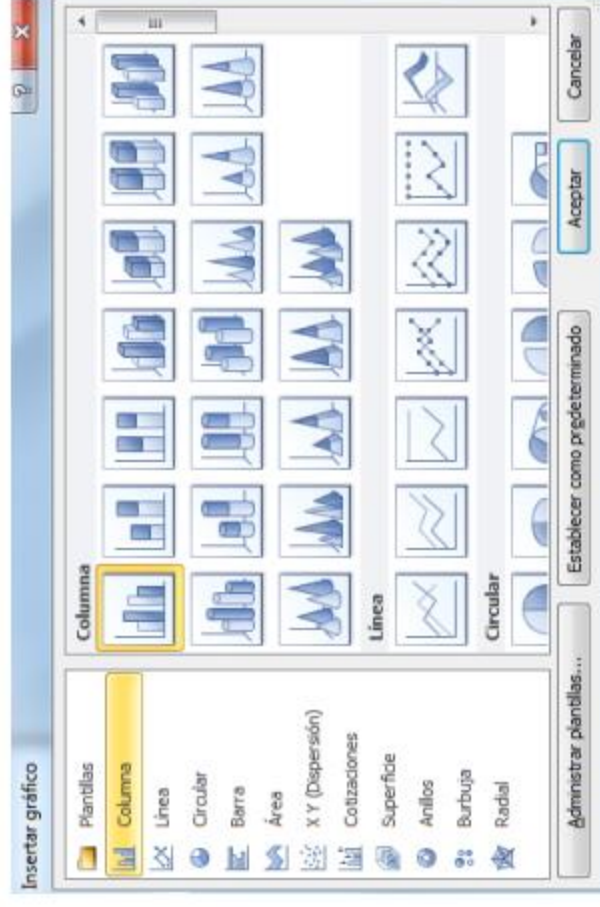 Insertar gráfico
Plantillas
Columna
Línea
Circular
Barra
Área
X Y (Dispersión)
Cotizaciones
Superficie
Anillos
Burbuja
Radial
Columna
Línea
Circular
Administrar plantillas...
Establecer como predeterminado
Aceptar
Cancelar